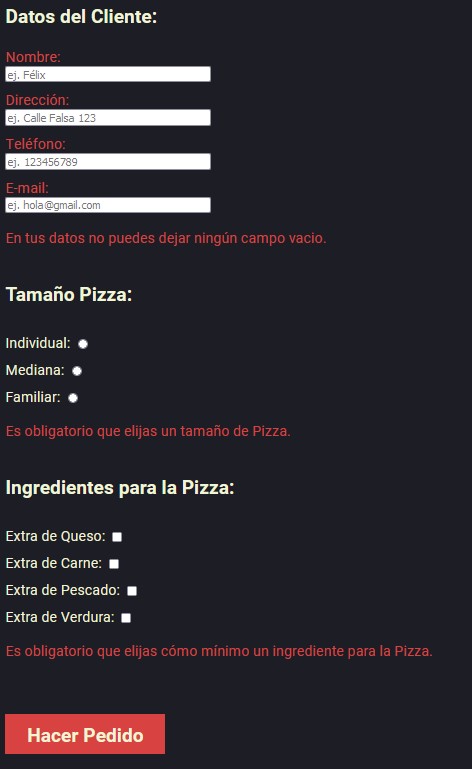 Datos del Cliente:
Nombre:
ej. Félix
Dirección:
ej. Calle Falsa 123
Teléfono:
ej. 123456789
E-mail:
ej. hola@gmail.com
En tus datos no puedes dejar ningún campo vacio.
Tamaño Pizza:
Individual:
Mediana:
Familiar:
Es obligatorio que elijas un tamaño de Pizza.
Ingredientes para la Pizza:
Extra de Queso:
Extra de Carne:
Extra de Pescado:
Extra de Verdura:
Es obligatorio que elijas cómo mínimo un ingrediente para la Pizza.
Hacer Pedido